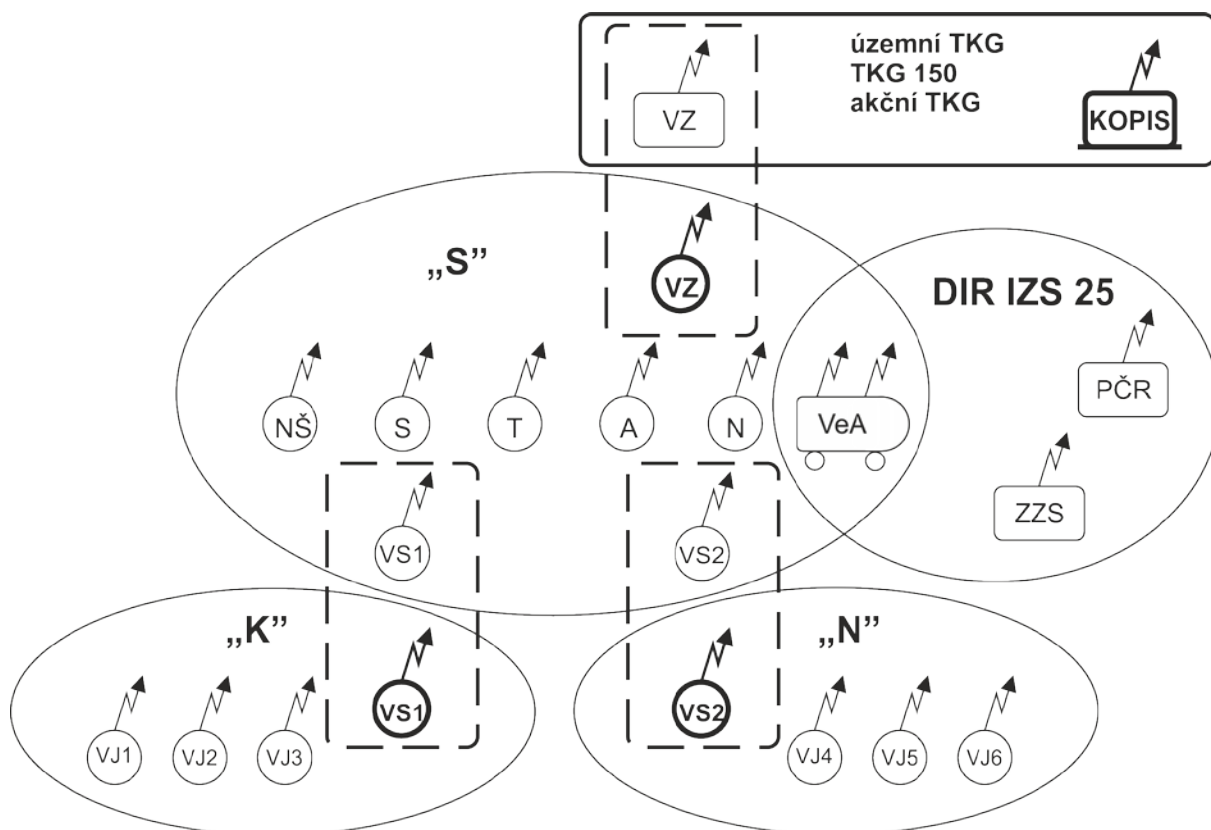 územní TKG
TKG 150
akční TKG
VZ
KOPIS
„S”
VZ
DIR IZS 25
PČR
NŠ
S
T
A
N
VeA
ZZS
VS1
VS2
„K”
„N”
VS1
VS2
VJ1
VJ2
VJ3
VJ4
VJ5
VJ6